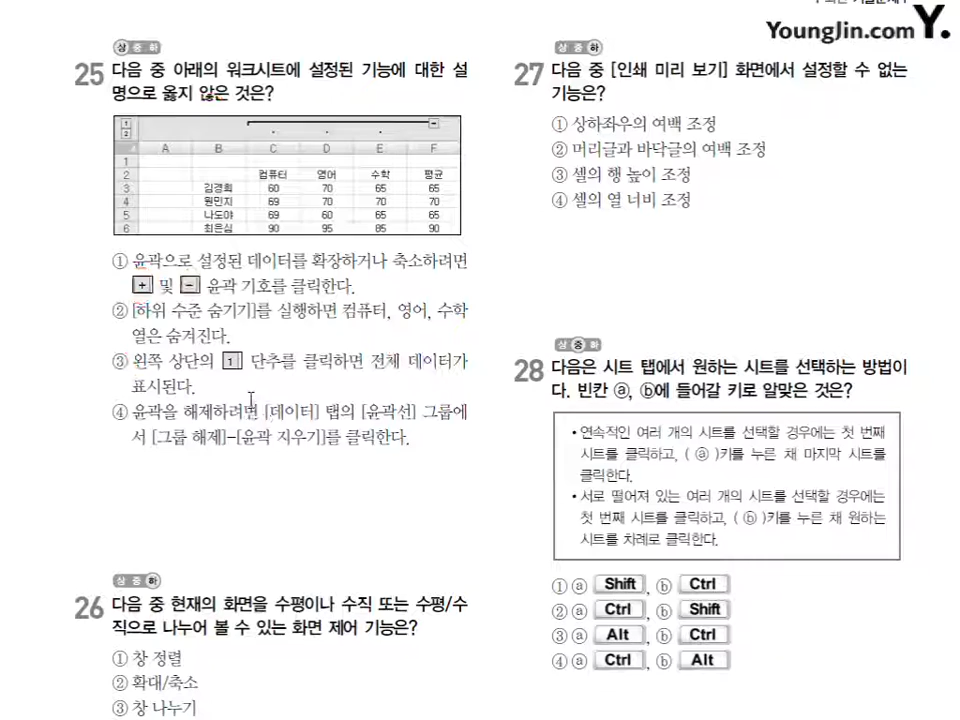 YoungJin.com Y.
상 중 하
25 다음 중 아래의 워크시트에 설정된 기능에 대한 설
명으로 옳지 않은 것은?
1
2
A B C D E F
1
2 컴퓨터 영어 수학 평균
3 김경희 60 70 65 65
4 원민지 69 70 70 70
5 나도야 69 60 65 65
6 최은심 90 95 85 90
① 윤곽으로 설정된 데이터를 확장하거나 축소하려면
+ 및 - 윤곽 기호를 클릭한다.
② [하위 수준 숨기기]를 실행하면 컴퓨터, 영어, 수학
열은 숨겨진다.
③ 왼쪽 상단의 1 단추를 클릭하면 전체 데이터가
표시된다.
④ 윤곽을 해제하려면 [데이터] 탭의 [윤곽선] 그룹에
서 [그룹 해제]-[윤곽 지우기]를 클릭한다.
상 중 하
26 다음 중 현재의 화면을 수평이나 수직 또는 수평/수
직으로 나누어 볼 수 있는 화면 제어 기능은?
① 창 정렬
② 확대/축소
③ 창 나누기
상 중 하
27 다음 중 [인쇄 미리 보기] 화면에서 설정할 수 없는
기능은?
① 상하좌우의 여백 조정
② 머리글과 바닥글의 여백 조정
③ 셀의 행 높이 조정
④ 셀의 열 너비 조정
상 중 하
28 다음은 시트 탭에서 원하는 시트를 선택하는 방법이
다. 빈칸 ⓐ, ⓑ에 들어갈 키로 알맞은 것은?
• 연속적인 여러 개의 시트를 선택할 경우에는 첫 번째
시트를 클릭하고, ( ⓐ )키를 누른 채 마지막 시트를
클릭한다.
• 서로 떨어져 있는 여러 개의 시트를 선택할 경우에는
첫 번째 시트를 클릭하고, ( ⓑ )키를 누른 채 원하는
시트를 차례로 클릭한다.
① ⓐ Shift, ⓑ Ctrl
② ⓐ Ctrl, ⓑ Shift
③ ⓐ Alt, ⓑ Ctrl
④ ⓐ Ctrl, ⓑ Alt